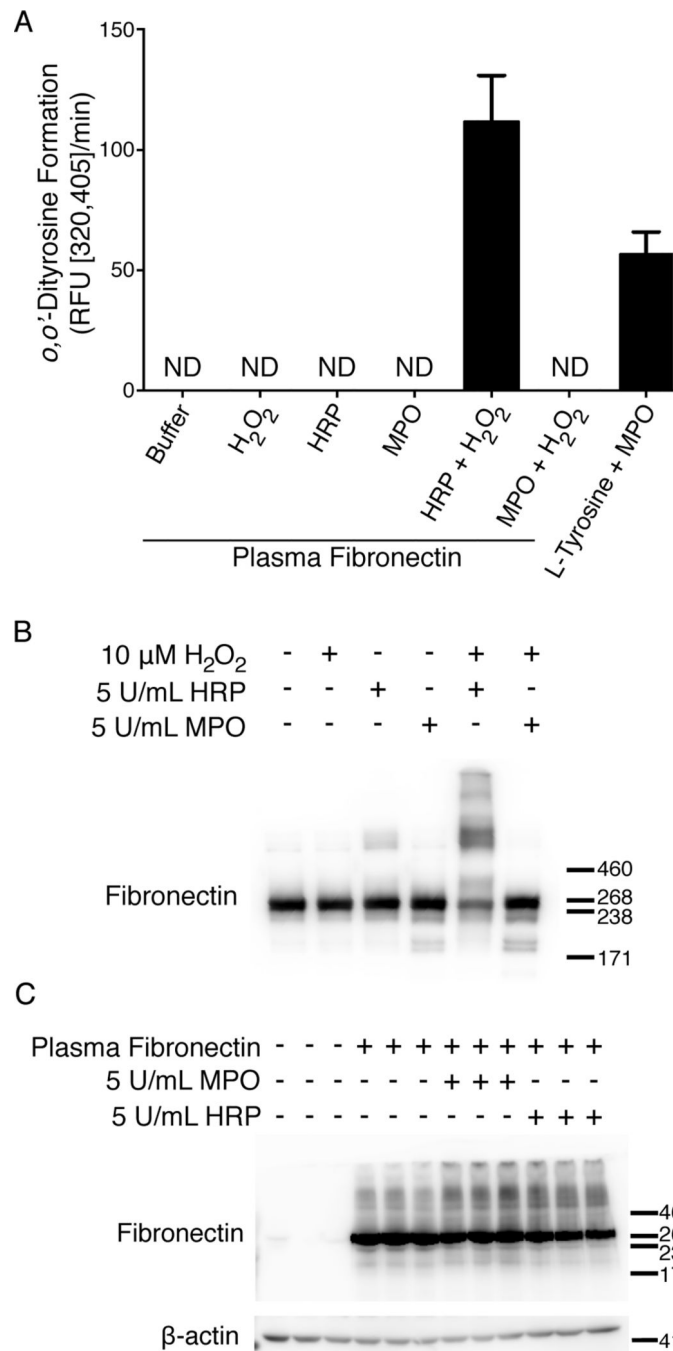 A
150
100
50
0
o,o'-Dityrosine Formation
(RFU [320,405]/min)
ND ND ND ND ND
Buffer
H2O2
HRP
MPO
HRP + H2O2
MPO + H2O2
L-Tyrosine + MPO
Plasma Fibronectin
B
10 µM H2O2 - + - - + +
5 U/mL HRP - - + - + -
5 U/mL MPO - - - + - +
460
Fibronectin 268
238
171
C
Plasma Fibronectin - - - + + + + + + + + +
5 U/mL MPO - - - - - - + + + - - -
5 U/mL HRP - - - - - - - - - + + +
Fibronectin
β-actin